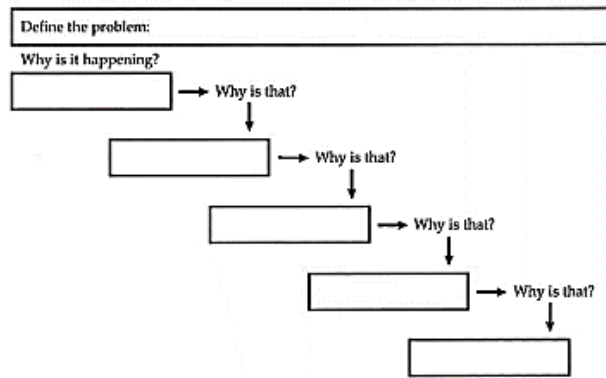 Define the problem:
Why is it happening?
Why is that?
Why is that?
Why is that?
Why is that?